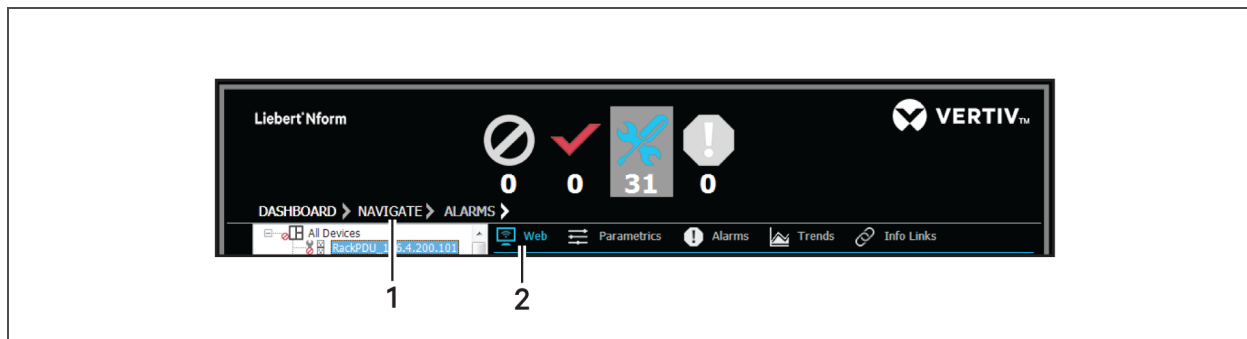 Liebert®Nform
VERTIV™
0 0 31 0
DASHBOARD NAVIGATE ALARMS
All Devices
Web Parametrics Alarms Trends Info Links
1 2